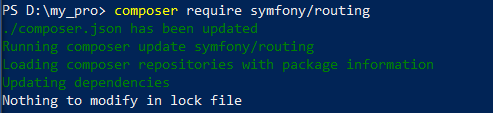 PS D:\my_pro> composer require symfony/routing
./composer.json has been updated
Running composer update symfony/routing
Loading composer repositories with package information
Updating dependencies
Nothing to modify in lock file